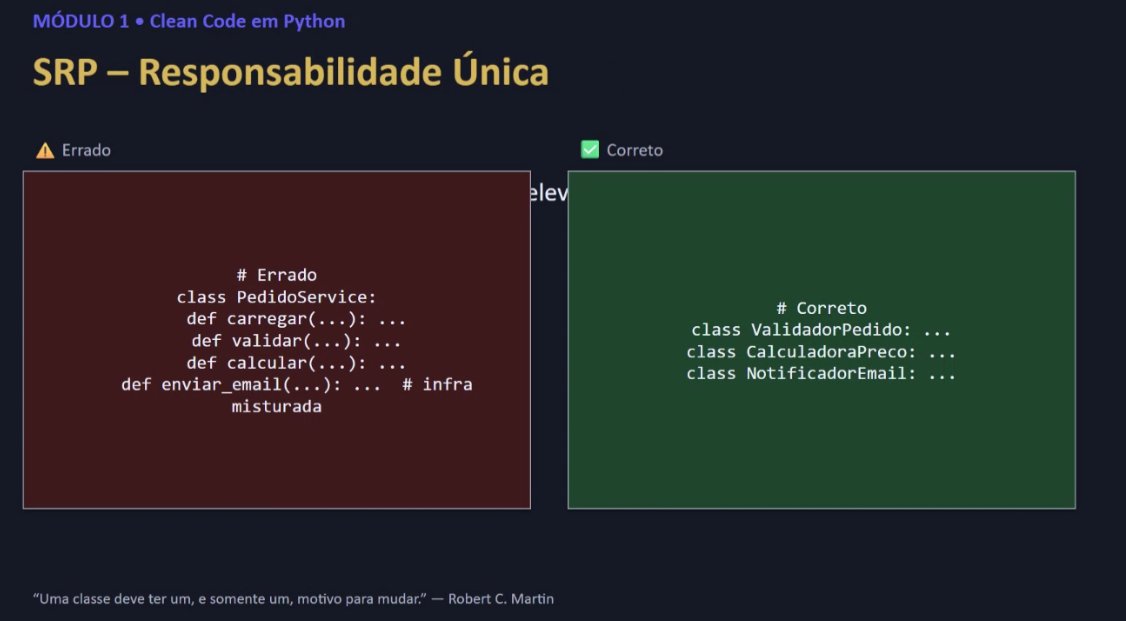 MÓDULO 1 • Clean Code em Python
SRP – Responsabilidade Única
⚠️ Errado
# Errado
class PedidoService:
def carregar(...): ...
def validar(...): ...
def calcular(...): ...
def enviar_email(...): ...  # infra
misturada
✅ Correto
# Correto
class ValidadorPedido: ...
class CalculadoraPreco: ...
class NotificadorEmail: ...
“Uma classe deve ter um, e somente um, motivo para mudar.” — Robert C. Martin